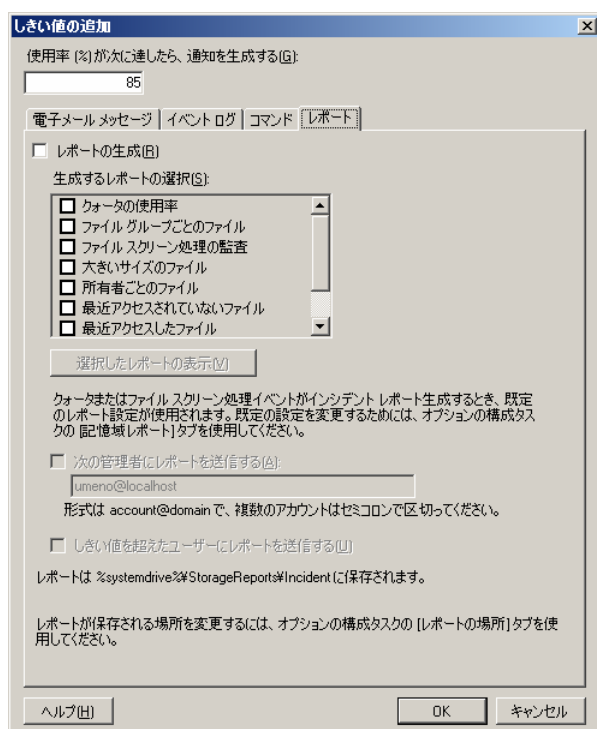 しきい値の追加
使用率 (%) が次に達したら、通知を生成する(G):
85
電子メール メッセージ
イベント ログ
コマンド
レポート
レポートの生成(R)
生成するレポートの選択(S):
クォータの使用率
ファイル グループごとのファイル
ファイル スクリーン処理の監査
大きいサイズのファイル
所有者ごとのファイル
最近アクセスされていないファイル
最近アクセスしたファイル
選択したレポートの表示(V)
クォータまたはファイル スクリーン処理イベントがインシデント レポート生成するとき、既定
のレポート設定が使用されます。既定の設定を変更するためには、オプションの構成タス
クの [記憶域レポート] タブを使用してください。
次の管理者にレポートを送信する(A):
umeno@localhost
形式は account@domain で、複数のアカウントはセミコロンで区切ってください。
しきい値を超えたユーザーにレポートを送信する(U)
レポートは %systemdrive%¥StorageReports¥Incident に保存されます。
レポートが保存される場所を変更するには、オプションの構成タスクの [レポートの場所] タブを使
用してください。
ヘルプ(H)
OK
キャンセル